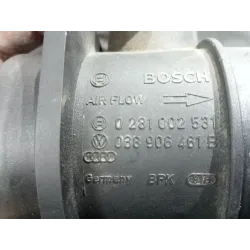 BOSCH
AIR FLOW
0 281 002 531
038 906 461 B
Germany BRK